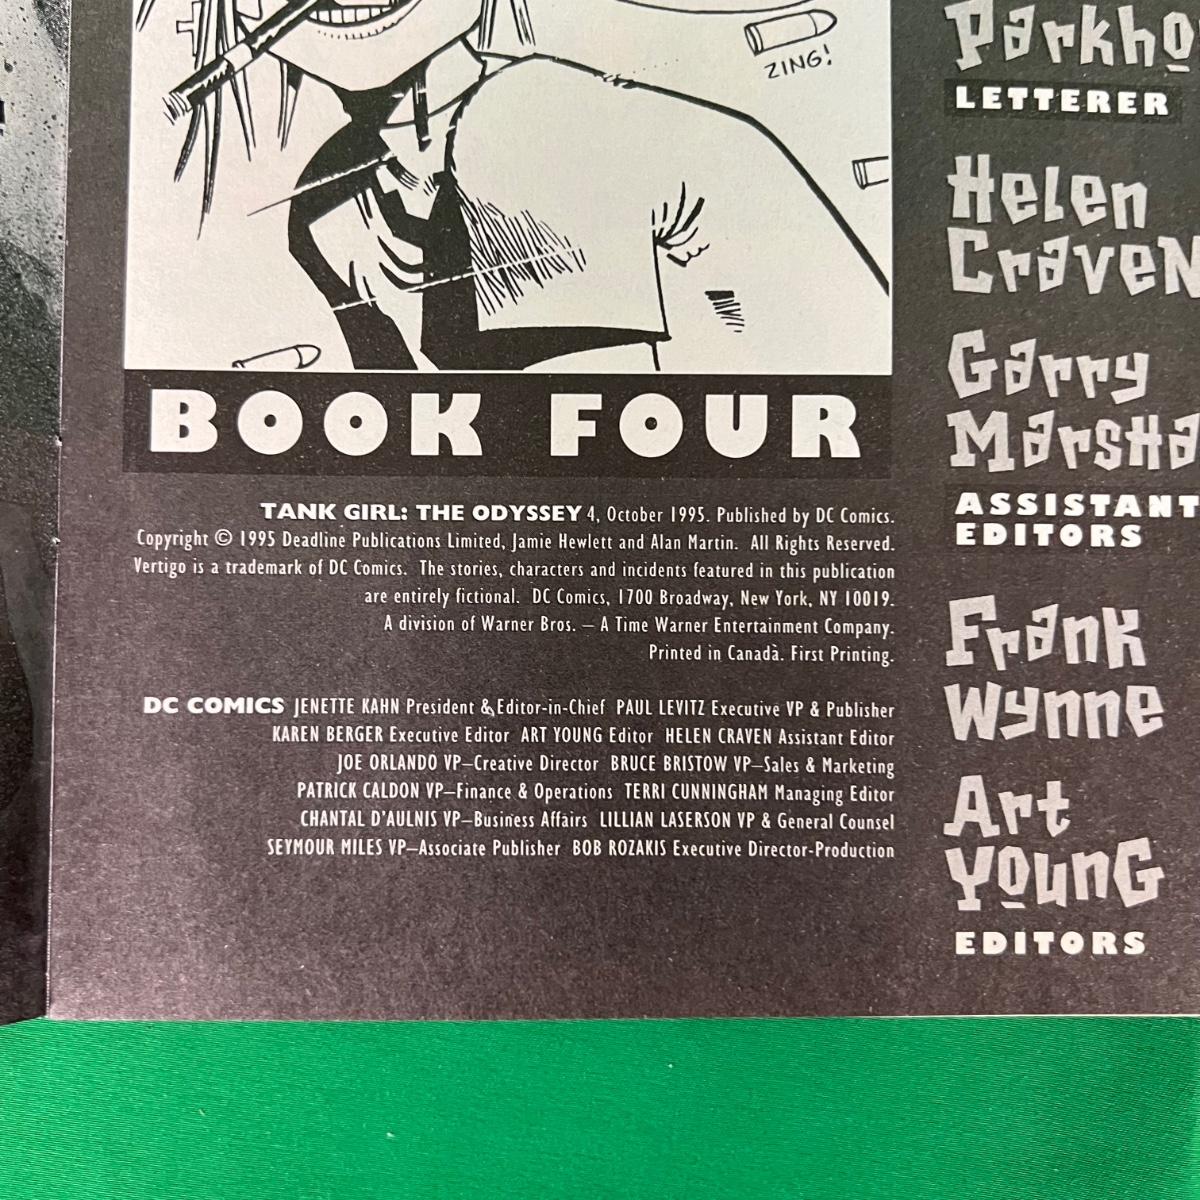 ZING!
BOOK FOUR
TANK GIRL: THE ODYSSEY 4, October 1995. Published by DC Comics.
Copyright © 1995 Deadline Publications Limited, Jamie Hewlett and Alan Martin. All Rights Reserved.
Vertigo is a trademark of DC Comics. The stories, characters and incidents featured in this publication
are entirely fictional. DC Comics, 1700 Broadway, New York, NY 10019.
A division of Warner Bros. – A Time Warner Entertainment Company.
Printed in Canada. First Printing.
DC COMICS JENETTE KAHN President & Editor-in-Chief PAUL LEVITZ Executive VP & Publisher
KAREN BERGER Executive Editor ART YOUNG Editor HELEN CRAVEN Assistant Editor
JOE ORLANDO VP–Creative Director BRUCE BRISTOW VP–Sales & Marketing
PATRICK CALDON VP–Finance & Operations TERRI CUNNINGHAM Managing Editor
CHANTAL D'AULNIS VP–Business Affairs LILLIAN LASERSON VP & General Counsel
SEYMOUR MILES VP–Associate Publisher BOB ROZAKIS Executive Director-Production
Parkho
LETTERER
Helen
Craven
Garry
Marsha
ASSISTANT
EDITORS
Frank
Wynne
Art
Young
EDITORS